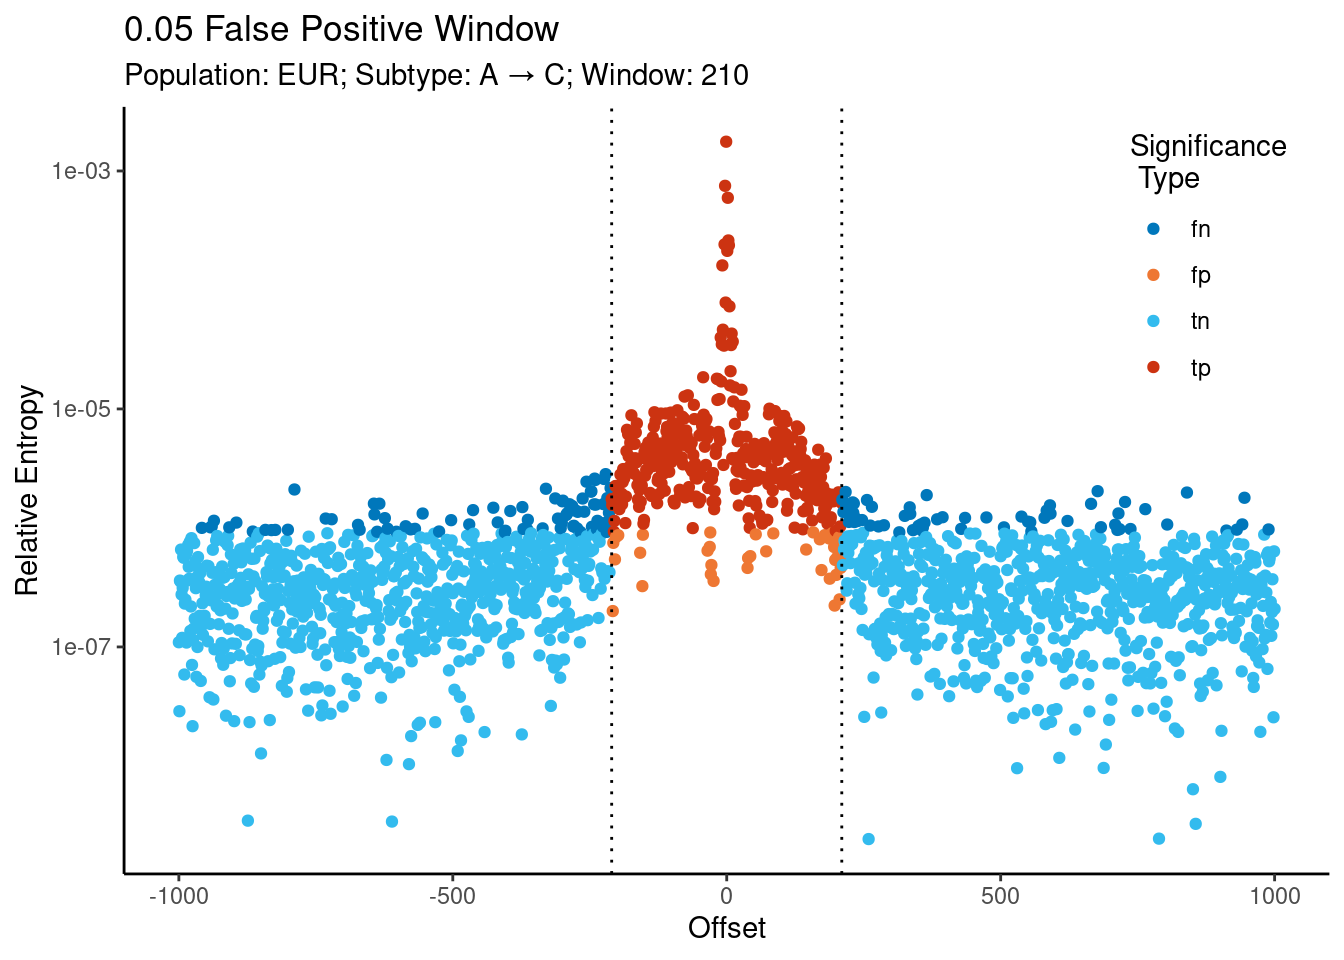 0.05 False Positive Window
Population: EUR; Subtype: A → C; Window: 210
Significance
Type
fn
fp
tn
tp
1e-03
1e-05
1e-07
Relative Entropy
-1000
-500
0
500
1000
Offset